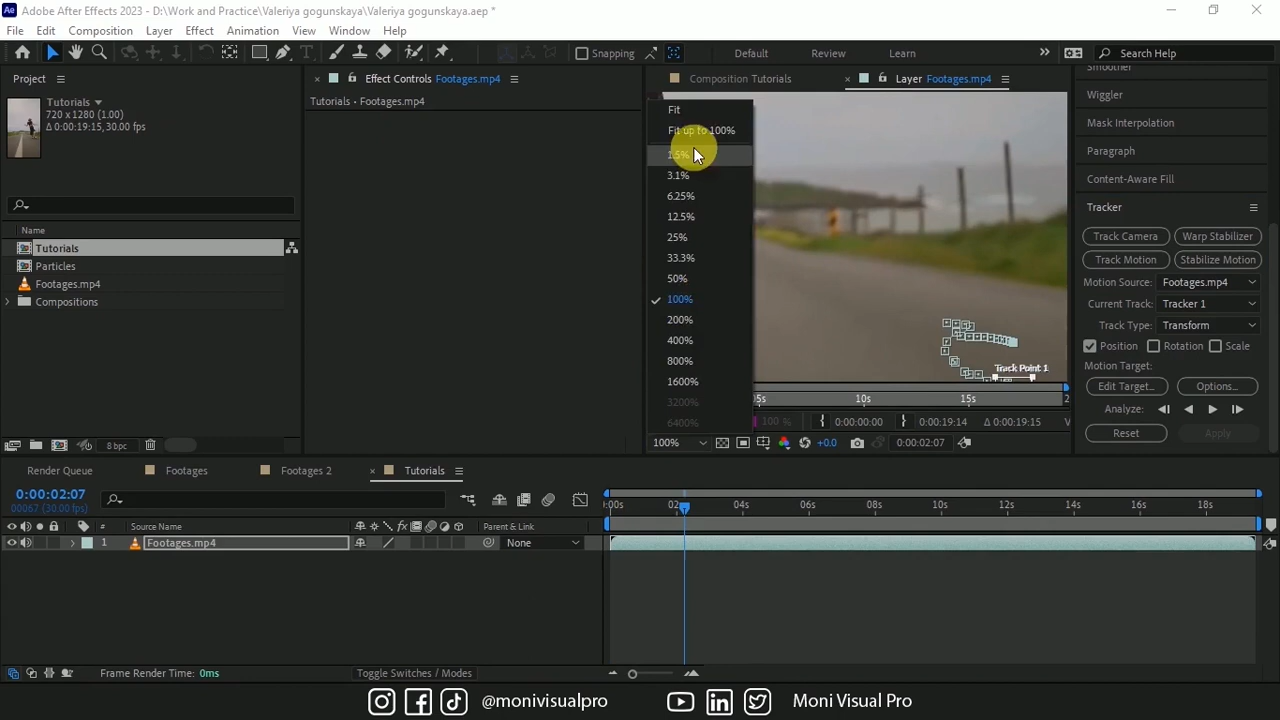 Ae Adobe After Effects 2023 - D:\Work and Practice\Valeriya gogunskaya\Valeriya gogunskaya.aep *
File Edit Composition Layer Effect Animation View Window Help
Snapping Default Review Learn Search Help
Project
Tutorials
720 x 1280 (1.00)
Δ 0:00:19:15, 30.00 fps
Name
Tutorials
Particles
Footages.mp4
Compositions
8 bpc
Effect Controls Footages.mp4
Tutorials • Footages.mp4
Composition Tutorials
Layer Footages.mp4
Fit
Fit up to 100%
1.5%
3.1%
6.25%
12.5%
25%
33.3%
50%
100%
200%
400%
800%
1600%
3200%
6400%
Track Point 1
5s 10s 15s 2
100% 0:00:00:00 0:00:19:14 Δ 0:00:19:15 V
100% +0.0 0:00:02:07
Smoother
Wiggler
Mask Interpolation
Paragraph
Content-Aware Fill
Tracker
Track Camera Warp Stabilizer
Track Motion Stabilize Motion
Motion Source: Footages.mp4
Current Track: Tracker 1
Track Type: Transform
Position Rotation Scale
Motion Target:
Edit Target... Options...
Analyze:
Reset Apply
Render Queue Footages Footages 2 Tutorials
0:00:02:07
00067 (30.00 fps)
# Source Name fx Parent & Link
1 Footages.mp4 None
:00s 02s 04s 06s 08s 10s 12s 14s 16s 18s
Frame Render Time: 0ms
Toggle Switches / Modes
@monivisualpro Moni Visual Pro